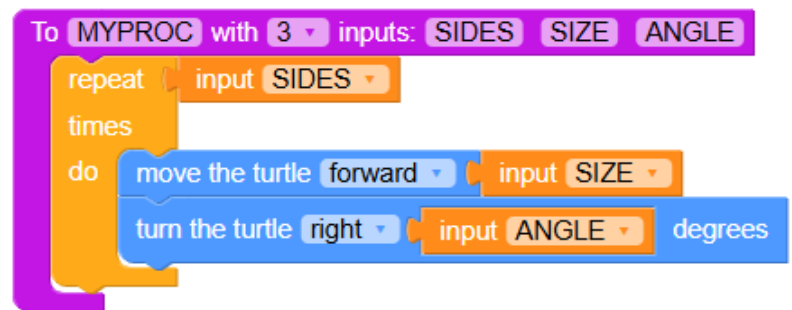 To MYPROC with 3 inputs: SIDES SIZE ANGLE
repeat input SIDES
times
do move the turtle forward input SIZE
turn the turtle right input ANGLE degrees